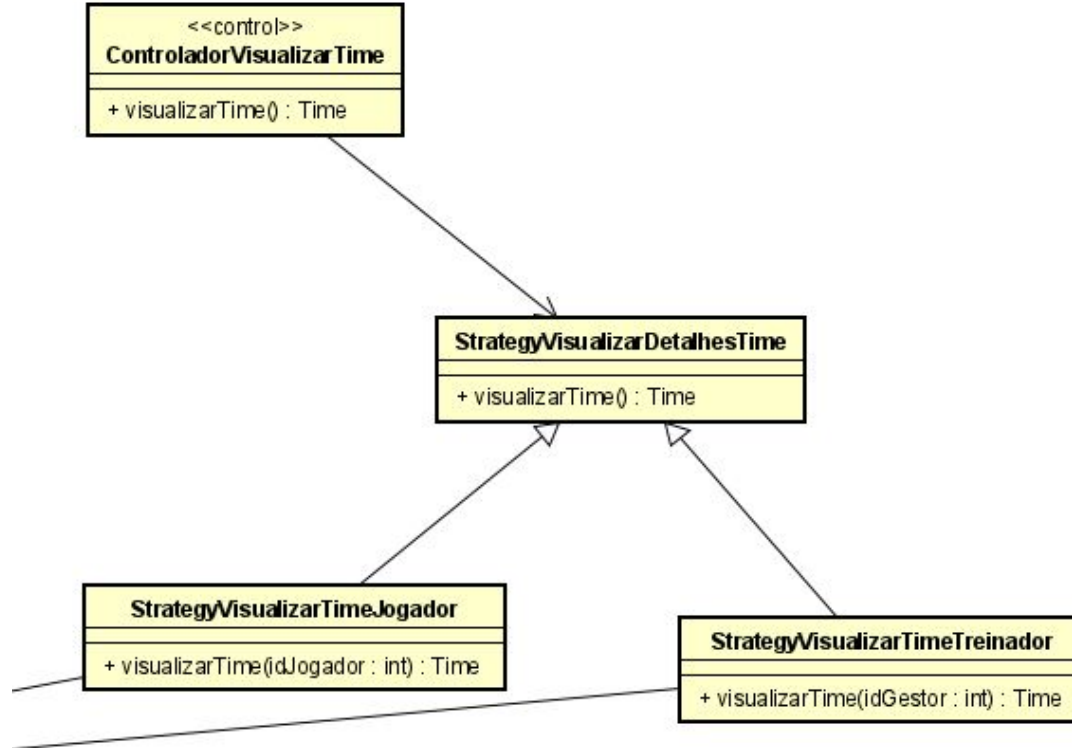 <<control>>
ControladorVisualizarTime
+ visualizarTime() : Time
StrategyVisualizarDetalhesTime
+ visualizarTime() : Time
StrategyVisualizarTimeJogador
+ visualizarTime(idJogador : int) : Time
StrategyVisualizarTimeTreinador
+ visualizarTime(idGestor : int) : Time